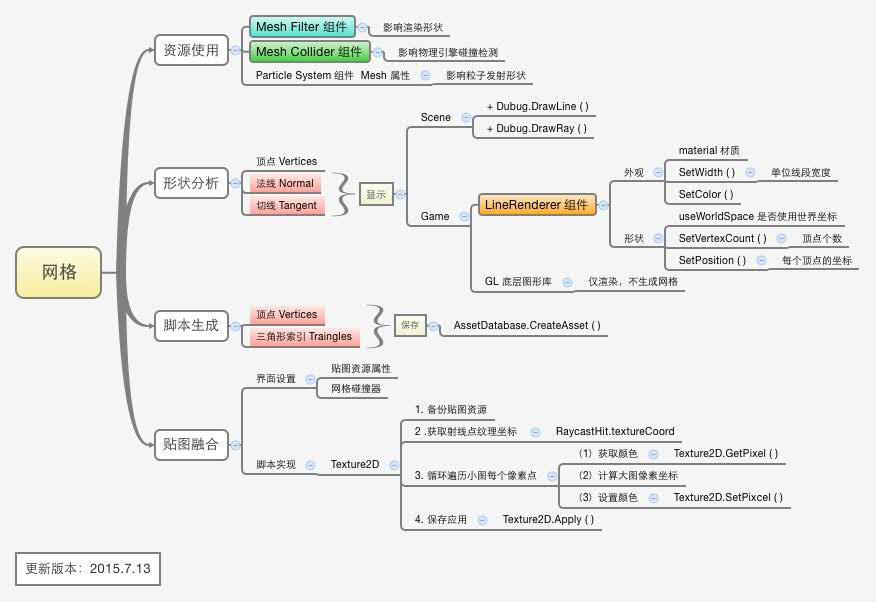 网格
资源使用
Mesh Filter 组件
影响渲染形状
Mesh Collider 组件
影响物理引擎碰撞检测
Particle System 组件 Mesh 属性
影响粒子发射形状
形状分析
顶点 Vertices
法线 Normal
切线 Tangent
显示
Scene
+ Dubug.DrawLine ( )
+ Dubug.DrawRay ( )
Game
LineRenderer 组件
外观
material 材质
SetWidth ( )
单位线段宽度
SetColor ( )
形状
useWorldSpace 是否使用世界坐标
SetVertexCount ( )
顶点个数
SetPosition ( )
每个顶点的坐标
GL 底层图形库
仅渲染，不生成网格
脚本生成
顶点 Vertices
三角形索引 Traingles
保存
AssetDatabase.CreateAsset ( )
贴图融合
界面设置
贴图资源属性
网格碰撞器
脚本实现
Texture2D
1. 备份贴图资源
2 .获取射线点纹理坐标
RaycastHit.textureCoord
3. 循环遍历小图每个像素点
（1）获取颜色
Texture2D.GetPixel ( )
（2）计算大图像素坐标
（3）设置颜色
Texture2D.SetPixcel ( )
4. 保存应用
Texture2D.Apply ( )
更新版本：2015.7.13